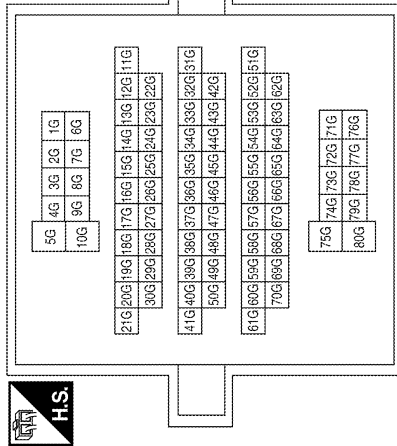 H.S.
5G 4G 3G 2G 1G
10G 9G 8G 7G 6G
21G 20G 19G 18G 17G 16G 15G 14G 13G 12G 11G
30G 29G 28G 27G 26G 25G 24G 23G 22G
41G 40G 39G 38G 37G 36G 35G 34G 33G 32G 31G
50G 49G 48G 47G 46G 45G 44G 43G 42G
61G 60G 59G 58G 57G 56G 55G 54G 53G 52G 51G
70G 69G 68G 67G 66G 65G 64G 63G 62G
75G 74G 73G 72G 71G
80G 79G 78G 77G 76G